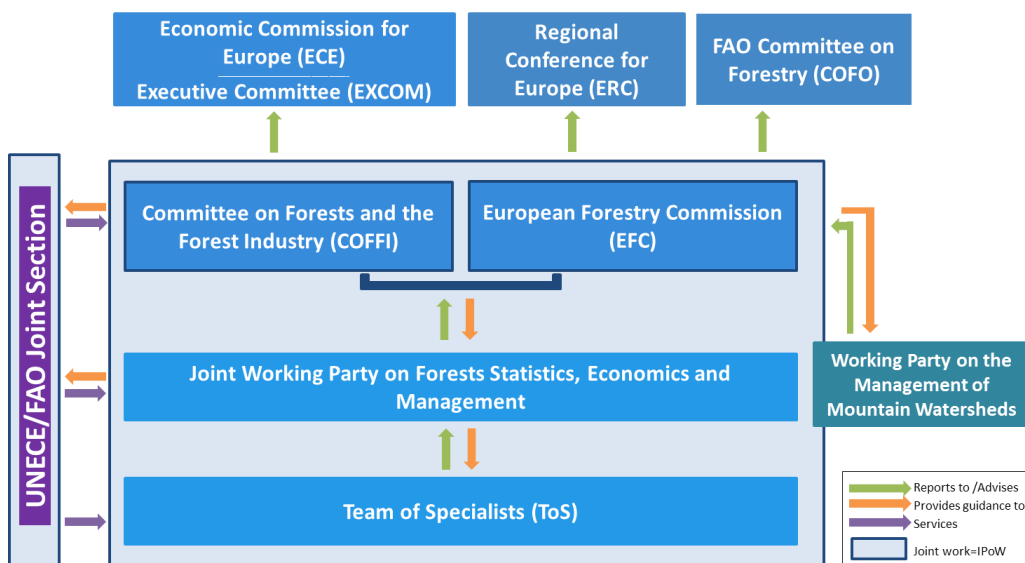 Economic Commission for
Europe (ECE)
Executive Committee (EXCOM)
Regional
Conference for
Europe (ERC)
FAO Committee on
Forestry (COFO)
UNECE/FAO Joint Section
Committee on Forests and the
Forest Industry (COFFI)
European Forestry Commission
(EFC)
Joint Working Party on Forests Statistics, Economics and
Management
Working Party on the
Management of
Mountain Watersheds
Team of Specialists (ToS)
Reports to /Advises
Provides guidance to
Services
Joint work=IPoW